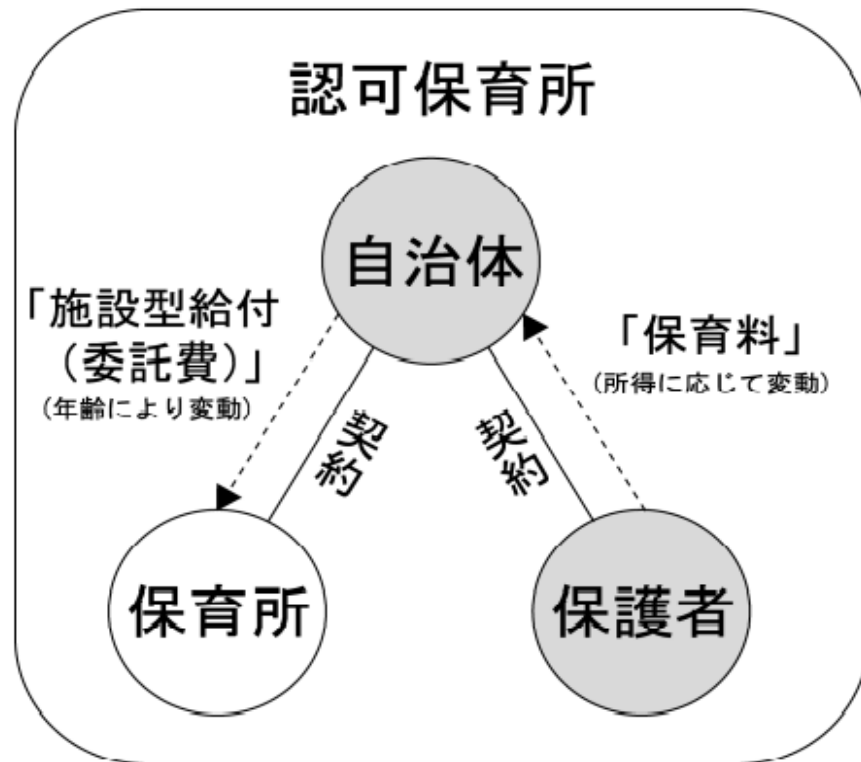 認可保育所
自治体
「施設型給付
（委託費）」
（年齢により変動）
「保育料」
（所得に応じて変動）
契約
契約
保育所
保護者